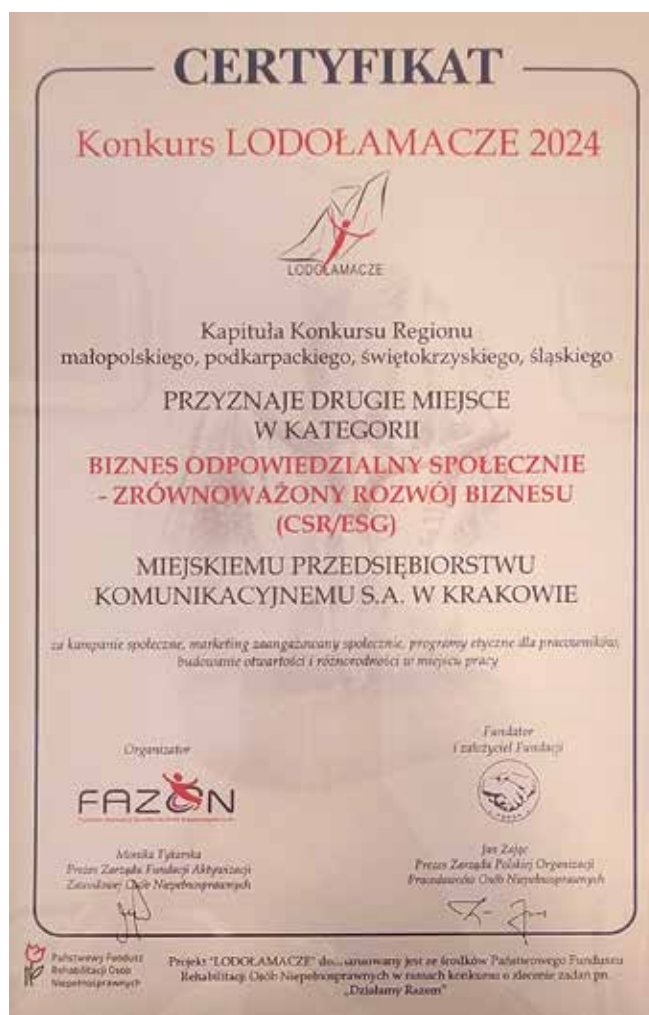 CERTYFIKAT
Konkurs LODOŁAMACZE 2024
LODOŁAMACZE
Kapituła Konkursu Regionu
małopolskiego, podkarpackiego, świętokrzyskiego, śląskiego
PRZYZNAJE DRUGIE MIEJSCE
W KATEGORII
BIZNES ODPOWIEDZIALNY SPOŁECZNIE
- ZRÓWNOWAŻONY ROZWÓJ BIZNESU
(CSR/ESG)
MIEJSKIEMU PRZEDSIĘBIORSTWU
KOMUNIKACYJNEMU S.A. W KRAKOWIE
za kampanie społeczne, marketing zaangażowany społecznie, programy etyczne dla pracowników,
budowanie otwartości i różnorodności w miejscu pracy
Organizator
FAZON
Monika
Prezes Zarządu Fundacji Aktywizacji
Zawodowej Osób Niepełnosprawnych
Fundator
i założyciel Fundacji
Jan Zając
Prezes Zarządu Polskiej Organizacji
Pracodawców Osób Niepełnosprawnych
Państwowy Fundusz
Rehabilitacji Osób
Niepełnosprawnych
Projekt "LODOŁAMACZE" jest ze środków Państwowego Funduszu
Rehabilitacji Osób Niepełnosprawnych w ramach konkursu o zlecenie zadań pn.
„Działamy Razem"